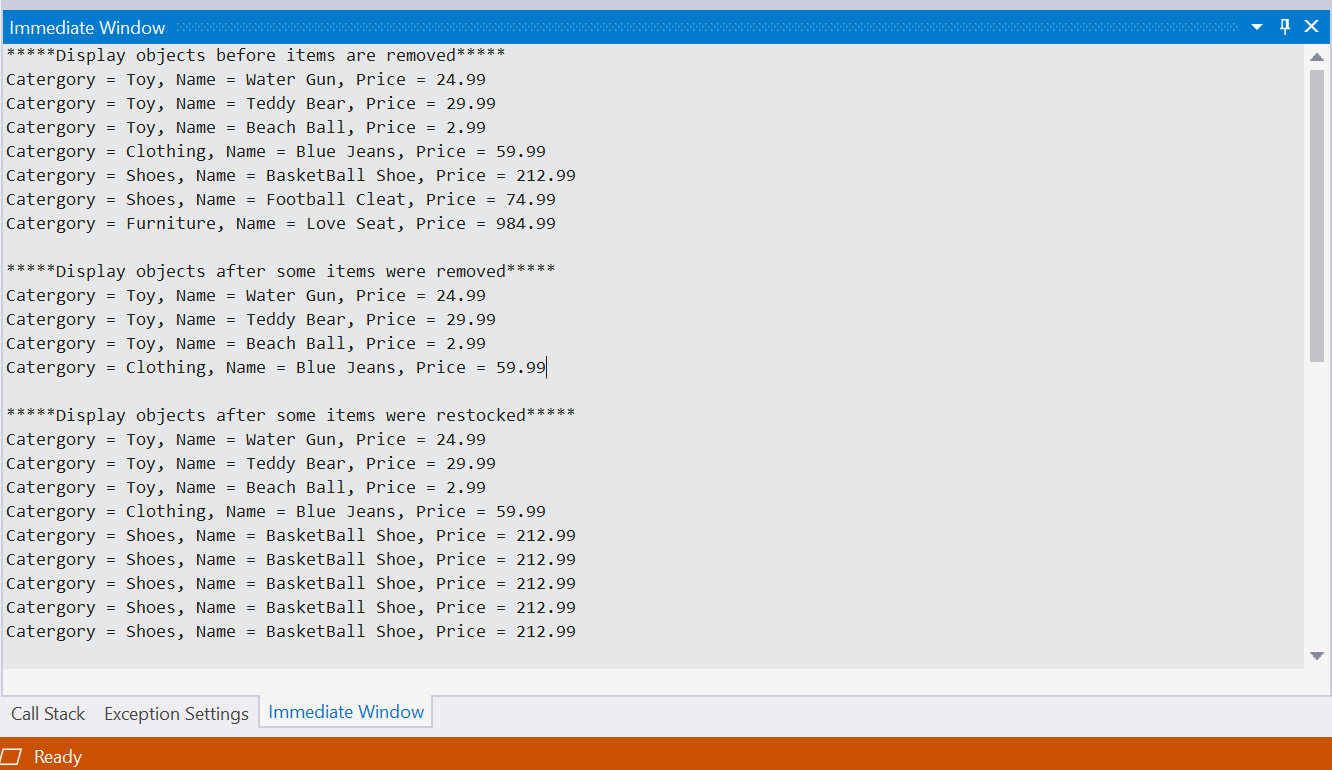 Immediate Window
*****Display objects before items are removed*****
Catergory = Toy, Name = Water Gun, Price = 24.99
Catergory = Toy, Name = Teddy Bear, Price = 29.99
Catergory = Toy, Name = Beach Ball, Price = 2.99
Catergory = Clothing, Name = Blue Jeans, Price = 59.99
Catergory = Shoes, Name = BasketBall Shoe, Price = 212.99
Catergory = Shoes, Name = Football Cleat, Price = 74.99
Catergory = Furniture, Name = Love Seat, Price = 984.99

*****Display objects after some items were removed*****
Catergory = Toy, Name = Water Gun, Price = 24.99
Catergory = Toy, Name = Teddy Bear, Price = 29.99
Catergory = Toy, Name = Beach Ball, Price = 2.99
Catergory = Clothing, Name = Blue Jeans, Price = 59.99

*****Display objects after some items were restocked*****
Catergory = Toy, Name = Water Gun, Price = 24.99
Catergory = Toy, Name = Teddy Bear, Price = 29.99
Catergory = Toy, Name = Beach Ball, Price = 2.99
Catergory = Clothing, Name = Blue Jeans, Price = 59.99
Catergory = Shoes, Name = BasketBall Shoe, Price = 212.99
Catergory = Shoes, Name = BasketBall Shoe, Price = 212.99
Catergory = Shoes, Name = BasketBall Shoe, Price = 212.99
Catergory = Shoes, Name = BasketBall Shoe, Price = 212.99
Catergory = Shoes, Name = BasketBall Shoe, Price = 212.99
Call Stack Exception Settings Immediate Window
Ready